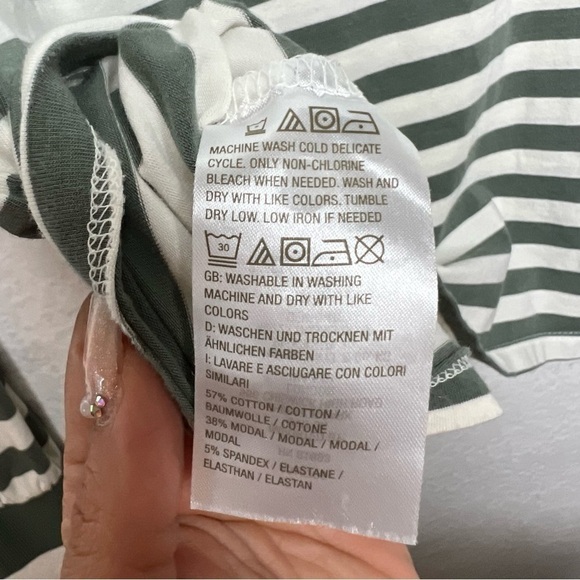 MACHINE WASH COLD DELICATE
CYCLE. ONLY NON-CHLORINE
BLEACH WHEN NEEDED. WASH AND
DRY WITH LIKE COLORS. TUMBLE
DRY LOW. LOW IRON IF NEEDED
30
GB: WASHABLE IN WASHING
MACHINE AND DRY WITH LIKE
COLORS
D: WASCHEN UND TROCKNEN MIT
ÄHNLICHEN FARBEN
I: LAVARE E ASCIUGARE CON COLORI
SIMILARI
57% COTTON / COTTON /
BAUMWOLLE / COTONE
38% MODAL / MODAL / MODAL /
MODAL
5% SPANDEX / ELASTANE /
ELASTHAN / ELASTAN